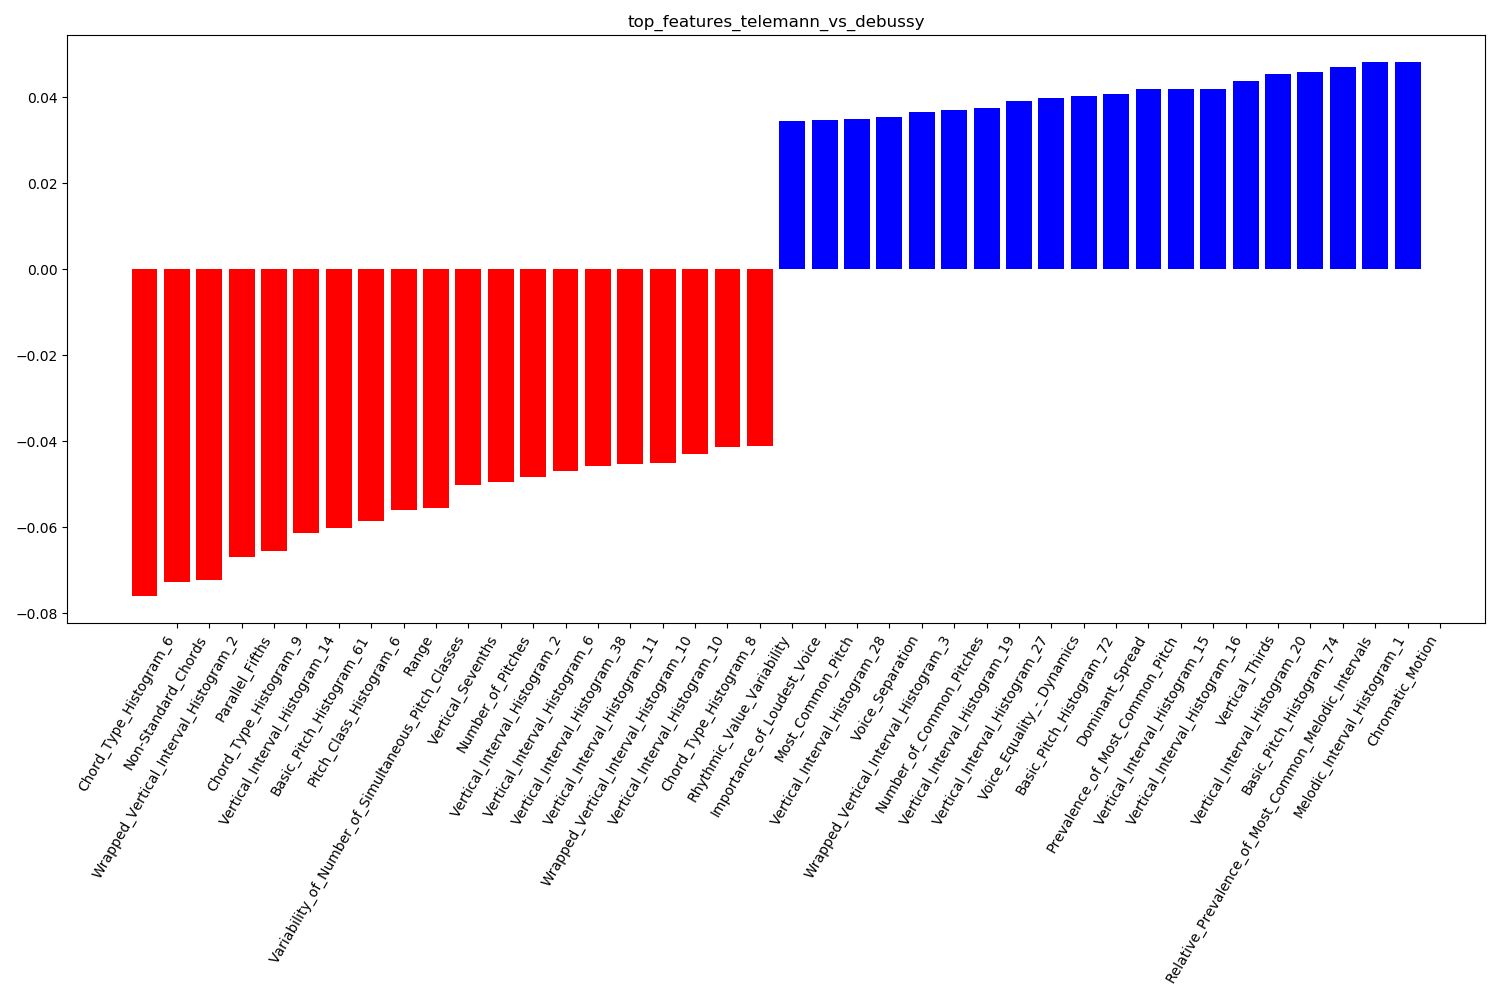 top_features_telemann_vs_debussy
0.04
0.02
0.00
−0.02
−0.04
−0.06
−0.08
Chord_Type_Histogram_6
Non-Standard_Chords
Wrapped_Vertical_Interval_Histogram_2
Parallel_Fifths
Chord_Type_Histogram_9
Vertical_Interval_Histogram_14
Basic_Pitch_Histogram_61
Pitch_Class_Histogram_6
Range
Variability_of_Number_of_Simultaneous_Pitch_Classes
Vertical_Sevenths
Number_of_Pitches
Vertical_Interval_Histogram_2
Vertical_Interval_Histogram_6
Vertical_Interval_Histogram_38
Vertical_Interval_Histogram_11
Wrapped_Vertical_Interval_Histogram_10
Vertical_Interval_Histogram_10
Chord_Type_Histogram_8
Rhythmic_Value_Variability
Importance_of_Loudest_Voice
Most_Common_Pitch
Vertical_Interval_Histogram_28
Voice_Separation
Wrapped_Vertical_Interval_Histogram_3
Number_of_Common_Pitches
Vertical_Interval_Histogram_19
Vertical_Interval_Histogram_27
Voice_Equality_-_Dynamics
Basic_Pitch_Histogram_72
Dominant_Spread
Prevalence_of_Most_Common_Pitch
Vertical_Interval_Histogram_15
Vertical_Interval_Histogram_16
Vertical_Thirds
Vertical_Interval_Histogram_20
Basic_Pitch_Histogram_74
Relative_Prevalence_of_Most_Common_Melodic_Intervals
Melodic_Interval_Histogram_1
Chromatic_Motion